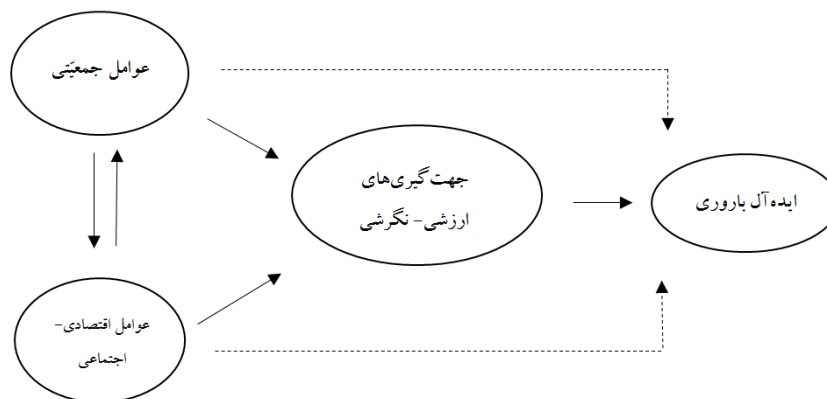 عوامل جمعیّتی
جهت‌گیری‌های
ارزشی- نگرشی
ایده‌آل باروری
عوامل اقتصادی-
اجتماعی